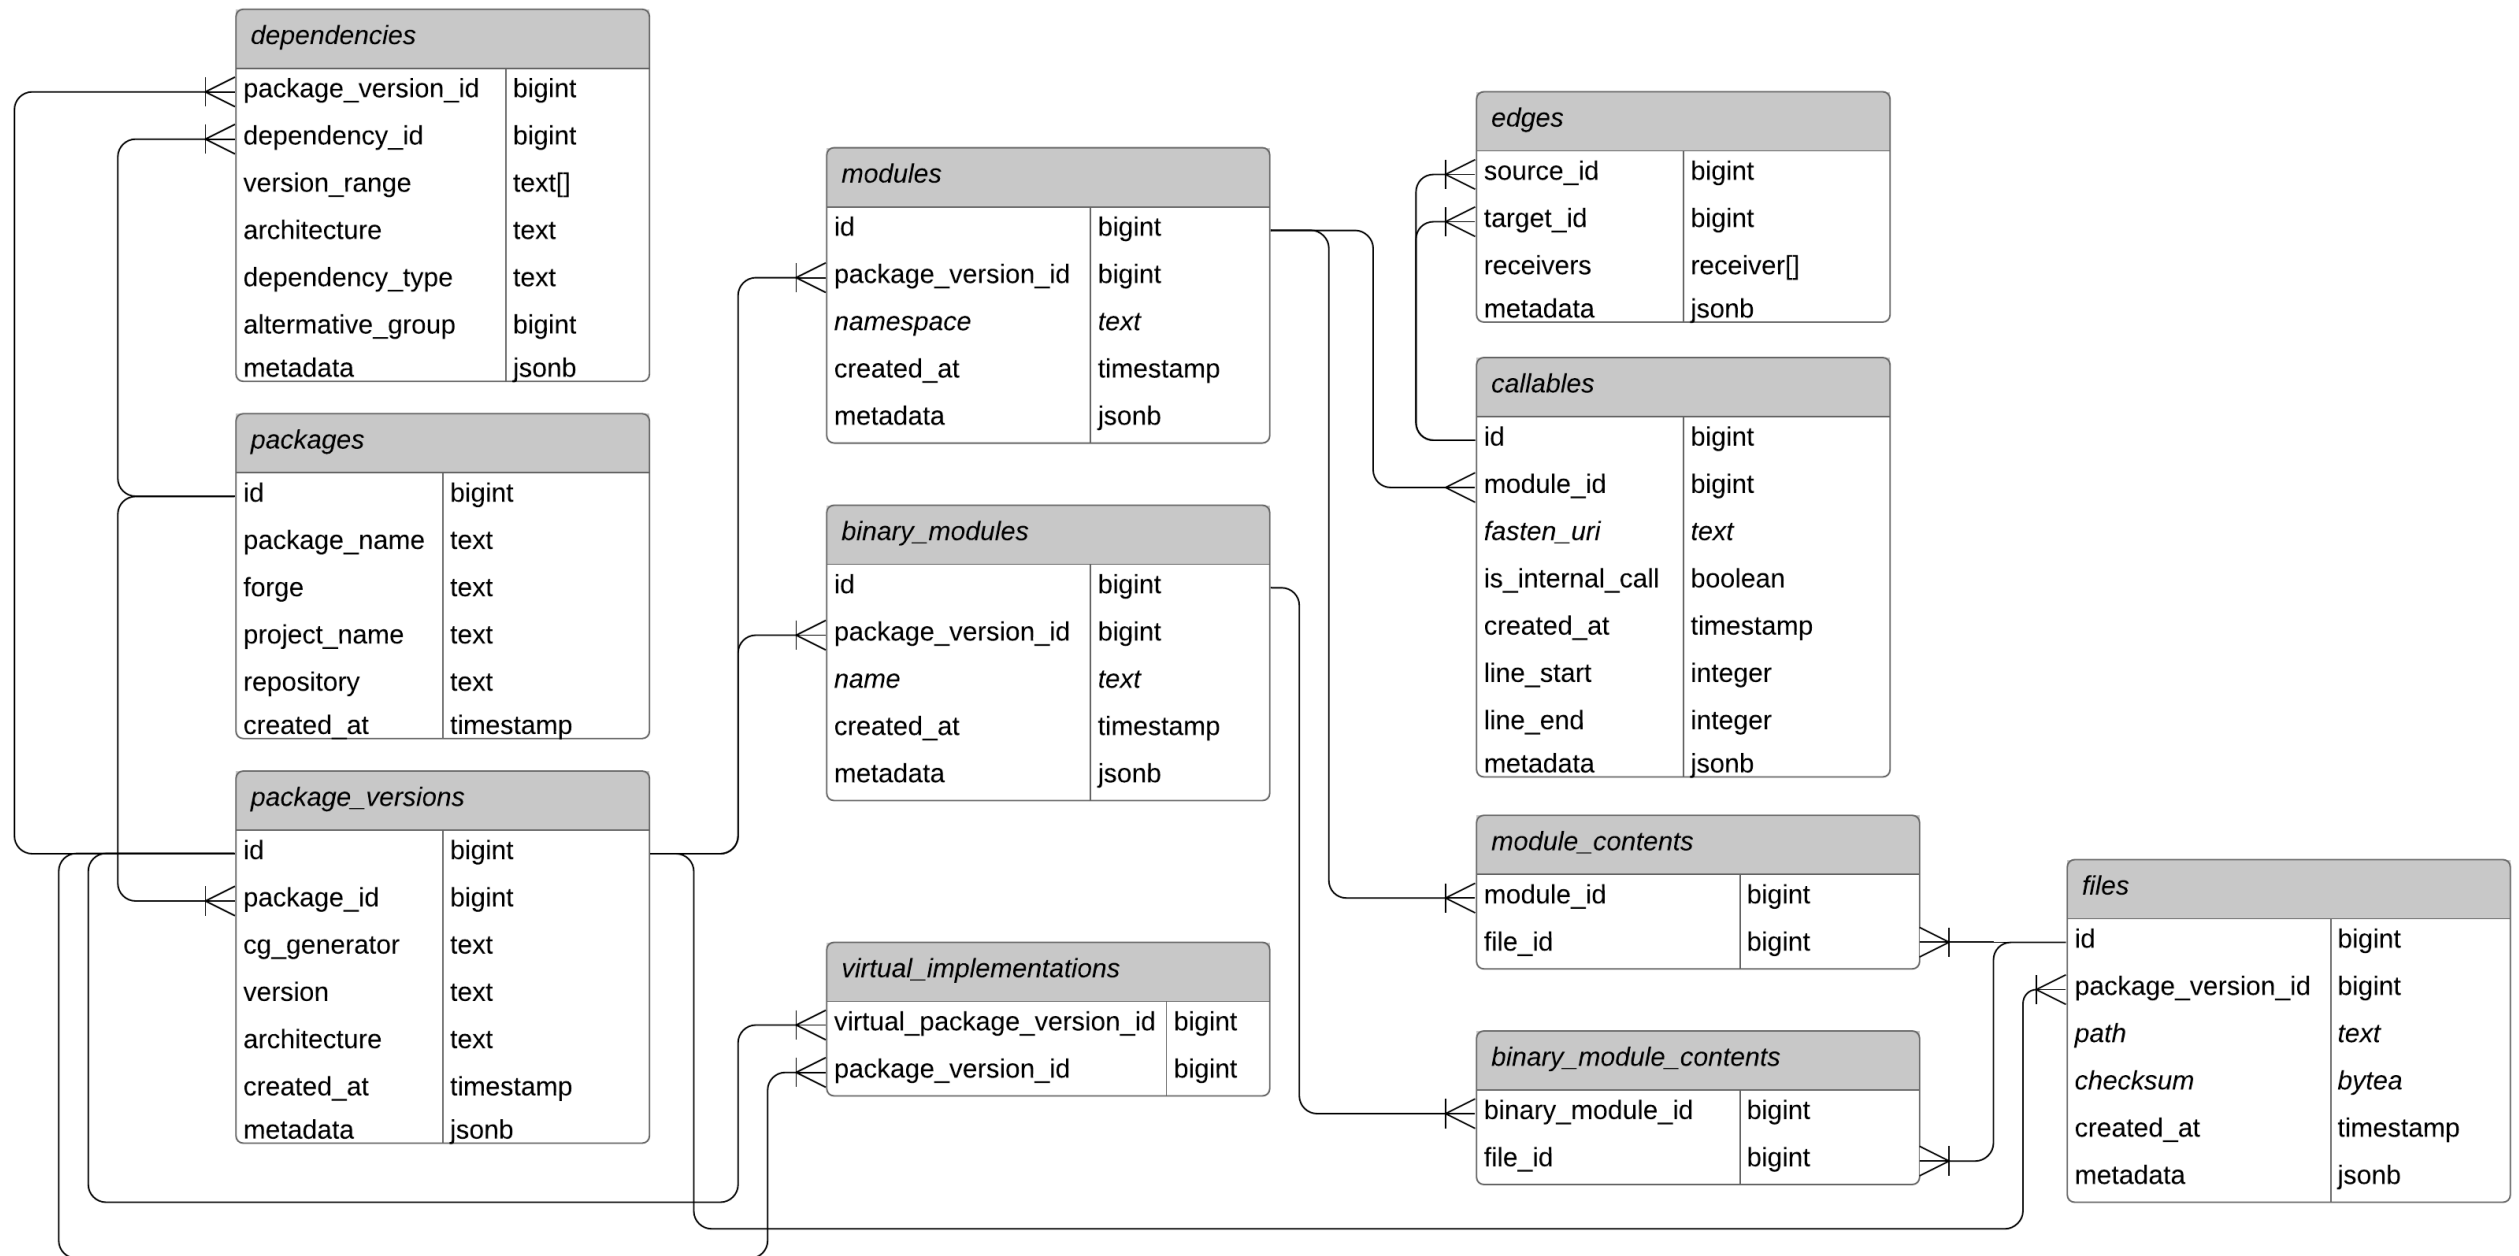 dependencies
package_version_id bigint
dependency_id bigint
version_range text[]
architecture text
dependency_type text
altermative_group bigint
metadata jsonb
packages
id bigint
package_name text
forge text
project_name text
repository text
created_at timestamp
package_versions
id bigint
package_id bigint
cg_generator text
version text
architecture text
created_at timestamp
metadata jsonb
modules
id bigint
package_version_id bigint
namespace text
created_at timestamp
metadata jsonb
binary_modules
id bigint
package_version_id bigint
name text
created_at timestamp
metadata jsonb
virtual_implementations
virtual_package_version_id bigint
package_version_id bigint
edges
source_id bigint
target_id bigint
receivers receiver[]
metadata jsonb
callables
id bigint
module_id bigint
fasten_uri text
is_internal_call boolean
created_at timestamp
line_start integer
line_end integer
metadata jsonb
module_contents
module_id bigint
file_id bigint
binary_module_contents
binary_module_id bigint
file_id bigint
files
id bigint
package_version_id bigint
path text
checksum bytea
created_at timestamp
metadata jsonb